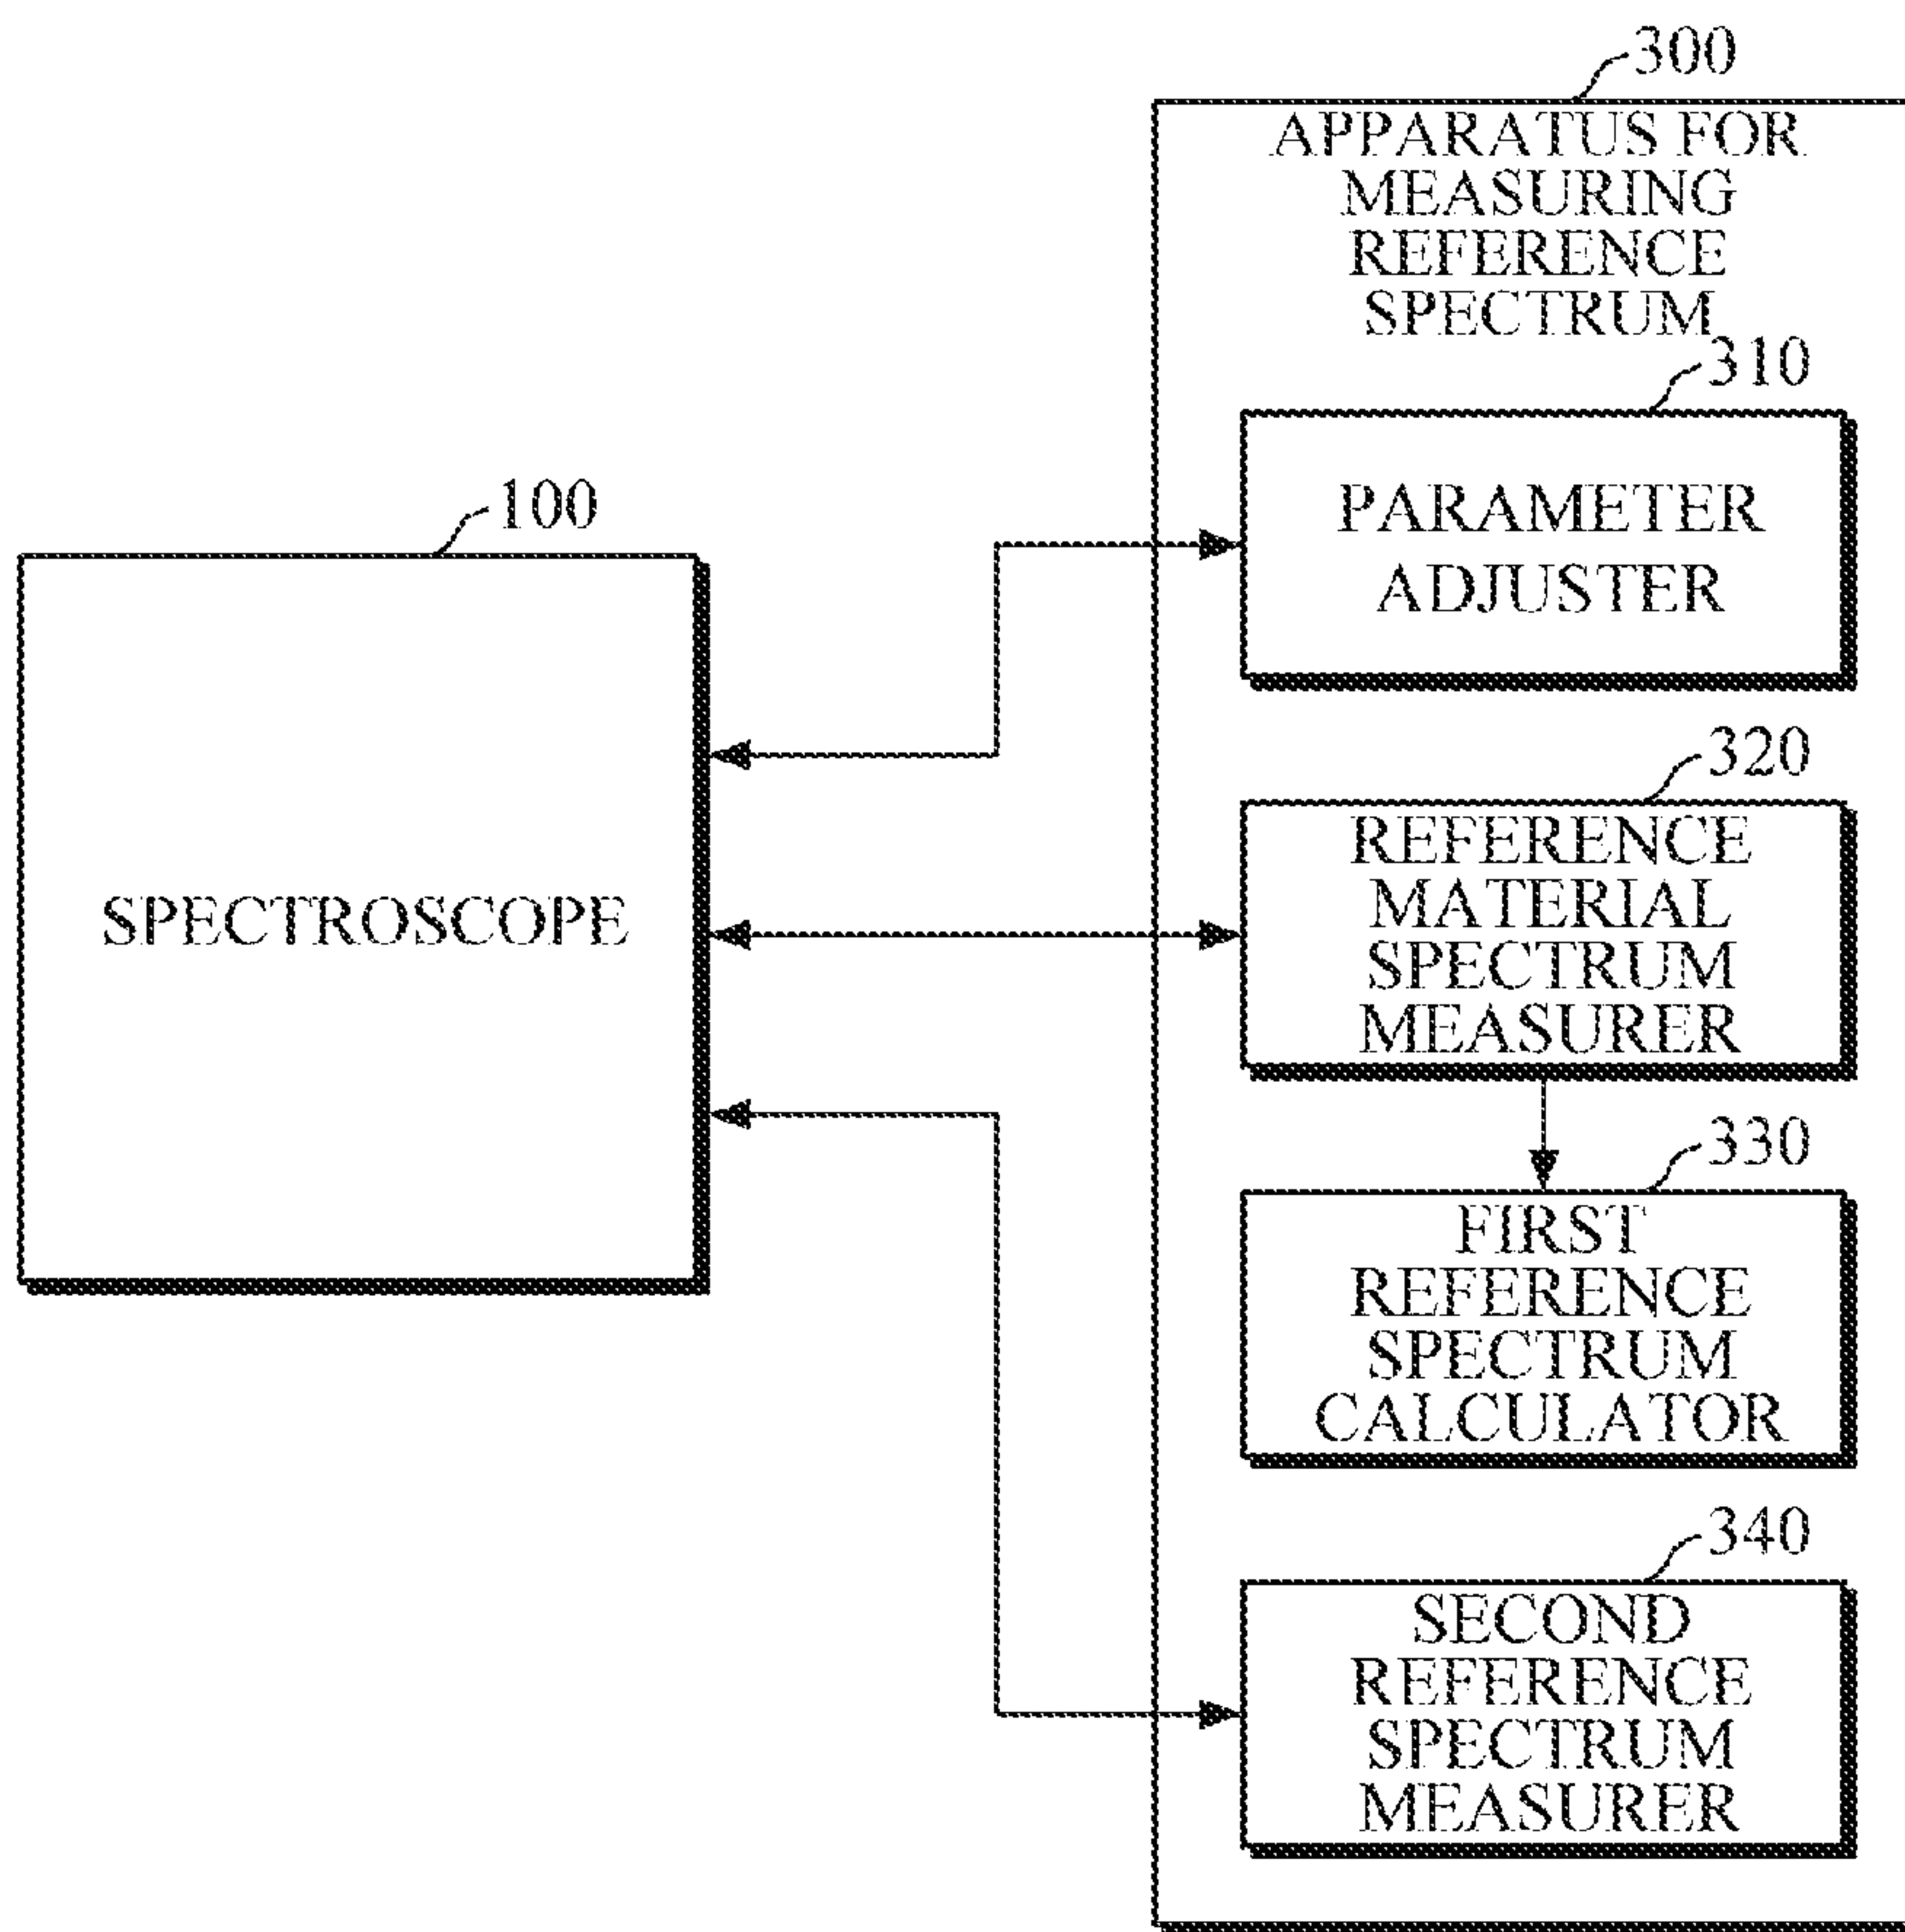 300
APPARATUS FOR
MEASURING
REFERENCE
SPECTRUM
310
PARAMETER
ADJUSTER
100
SPECTROSCOPE
320
REFERENCE
MATERIAL
SPECTRUM
MEASURER
330
FIRST
REFERENCE
SPECTRUM
CALCULATOR
340
SECOND
REFERENCE
SPECTRUM
MEASURER